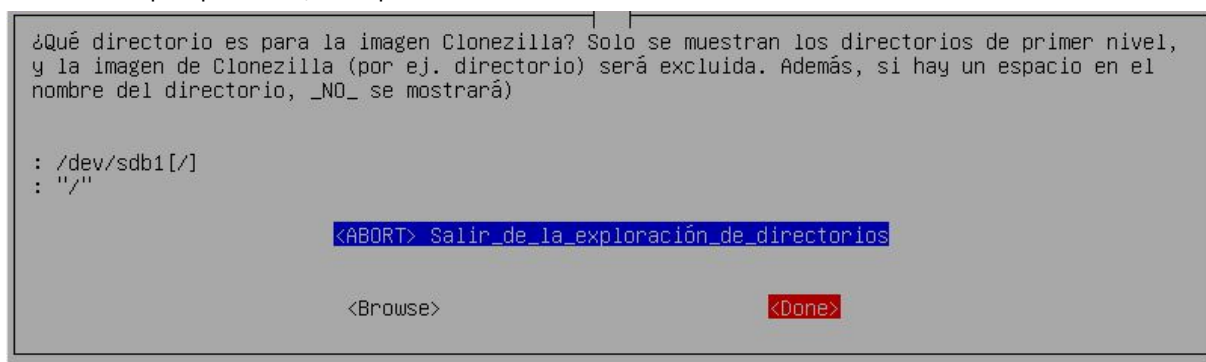 ¿Qué directorio es para la imagen Clonezilla? Solo se muestran los directorios de primer nivel,
y la imagen de Clonezilla (por ej. directorio) será excluida. Además, si hay un espacio en el
nombre del directorio, _NO_ se mostrará)
: /dev/sdb1[/]
: "/"
<ABORT> Salir_de_la_exploración_de_directorios
<Browse> <Done>